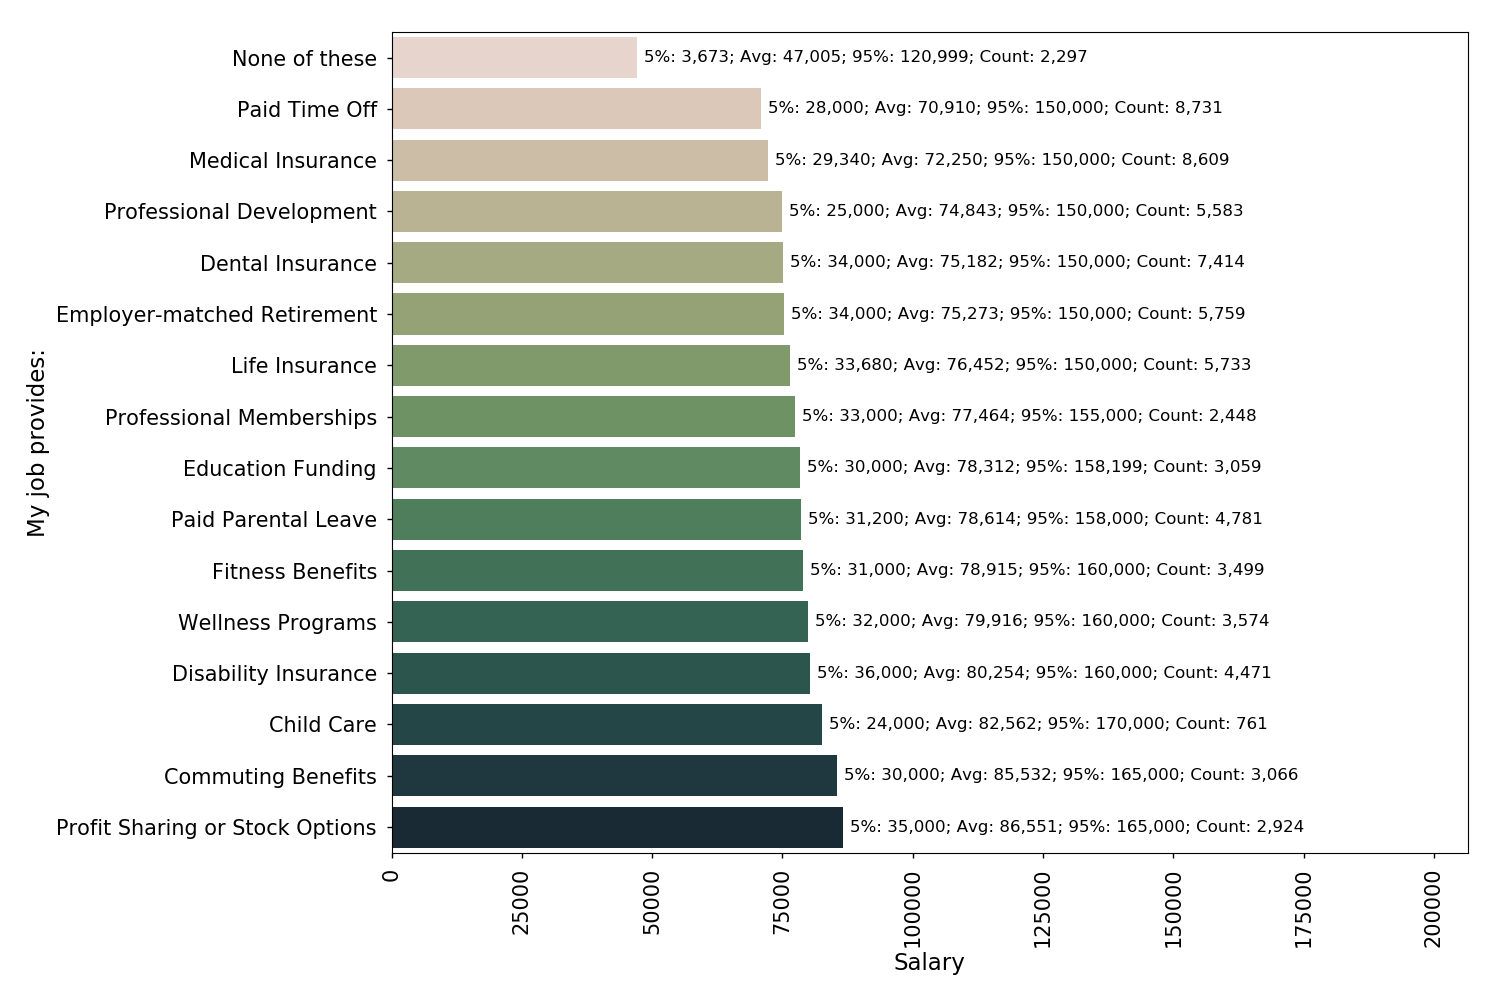 None of these 5%: 3,673; Avg: 47,005; 95%: 120,999; Count: 2,297
Paid Time Off 5%: 28,000; Avg: 70,910; 95%: 150,000; Count: 8,731
Medical Insurance 5%: 29,340; Avg: 72,250; 95%: 150,000; Count: 8,609
Professional Development 5%: 25,000; Avg: 74,843; 95%: 150,000; Count: 5,583
Dental Insurance 5%: 34,000; Avg: 75,182; 95%: 150,000; Count: 7,414
Employer-matched Retirement 5%: 34,000; Avg: 75,273; 95%: 150,000; Count: 5,759
Life Insurance 5%: 33,680; Avg: 76,452; 95%: 150,000; Count: 5,733
Professional Memberships 5%: 33,000; Avg: 77,464; 95%: 155,000; Count: 2,448
Education Funding 5%: 30,000; Avg: 78,312; 95%: 158,199; Count: 3,059
Paid Parental Leave 5%: 31,200; Avg: 78,614; 95%: 158,000; Count: 4,781
Fitness Benefits 5%: 31,000; Avg: 78,915; 95%: 160,000; Count: 3,499
Wellness Programs 5%: 32,000; Avg: 79,916; 95%: 160,000; Count: 3,574
Disability Insurance 5%: 36,000; Avg: 80,254; 95%: 160,000; Count: 4,471
Child Care 5%: 24,000; Avg: 82,562; 95%: 170,000; Count: 761
Commuting Benefits 5%: 30,000; Avg: 85,532; 95%: 165,000; Count: 3,066
Profit Sharing or Stock Options 5%: 35,000; Avg: 86,551; 95%: 165,000; Count: 2,924
My job provides:
0 25000 50000 75000 100000 125000 150000 175000 200000
Salary